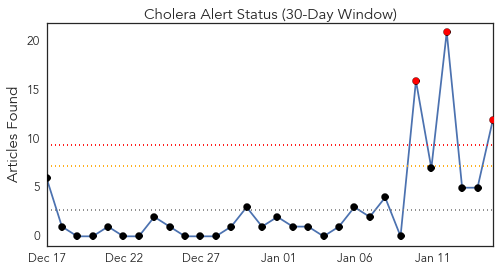 Cholera Alert Status (30-Day Window)
Articles Found
20
15
10
5
0
Dec 17 Dec 22 Dec 27 Jan 01 Jan 06 Jan 11